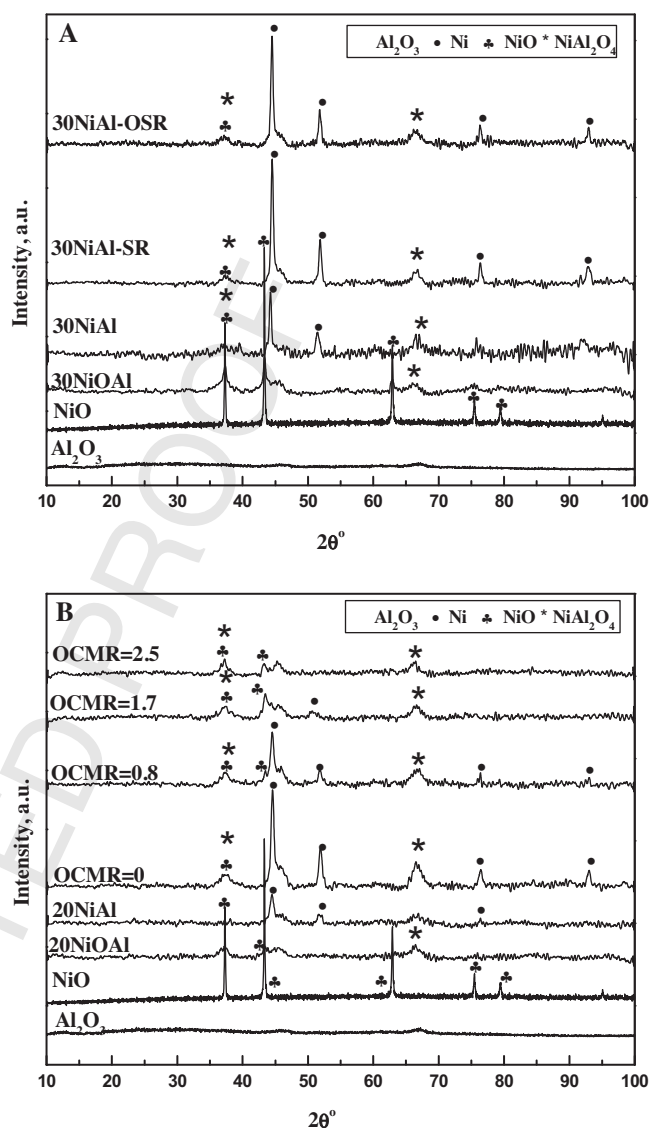 A
Al₂O₃ • Ni ♣ NiO * NiAl₂O₄
30NiAl-OSR
30NiAl-SR
30NiAl
30NiOAl
NiO
Al₂O₃
Intensity, a.u.
10 20 30 40 50 60 70 80 90 100
2θ°
B
Al₂O₃ • Ni ♣ NiO * NiAl₂O₄
OCMR=2.5
OCMR=1.7
OCMR=0.8
OCMR=0
20NiAl
20NiOAl
NiO
Al₂O₃
Intensity, a.u.
10 20 30 40 50 60 70 80 90 100
2θ°
TED PROOF